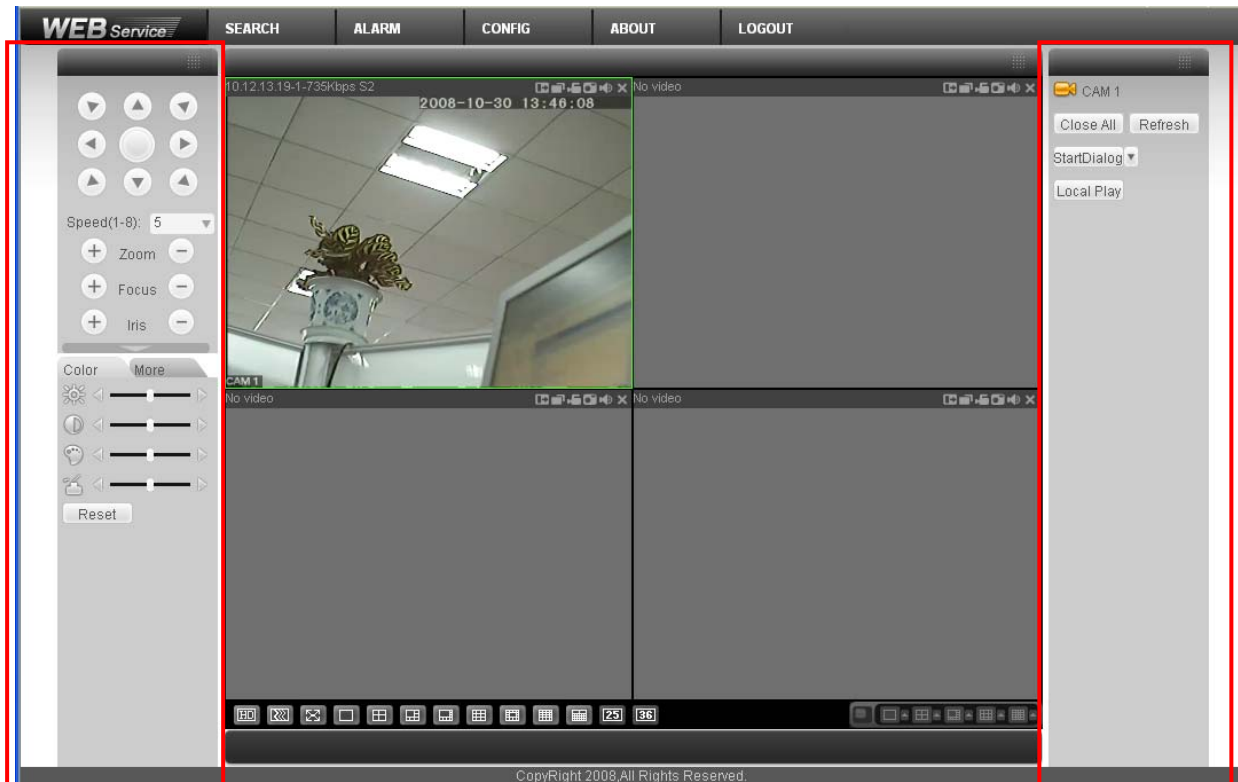 WEB Service
SEARCH
ALARM
CONFIG
ABOUT
LOGOUT
10.12.13.19-1-735Kbps S2
No video
2008-10-30 13:46:08
CAM 1
No video
No video
Speed(1-8): 5
Zoom
Focus
Iris
Color
More
Reset
CAM 1
Close All
Refresh
StartDialog
Local Play
HD
25
36
CopyRight 2008,All Rights Reserved.